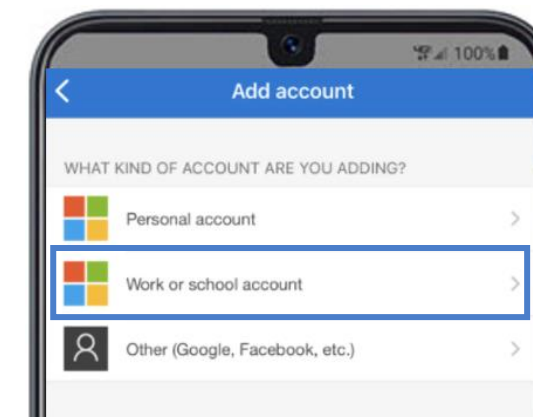 100%
Add account
WHAT KIND OF ACCOUNT ARE YOU ADDING?
Personal account
Work or school account
Other (Google, Facebook, etc.)